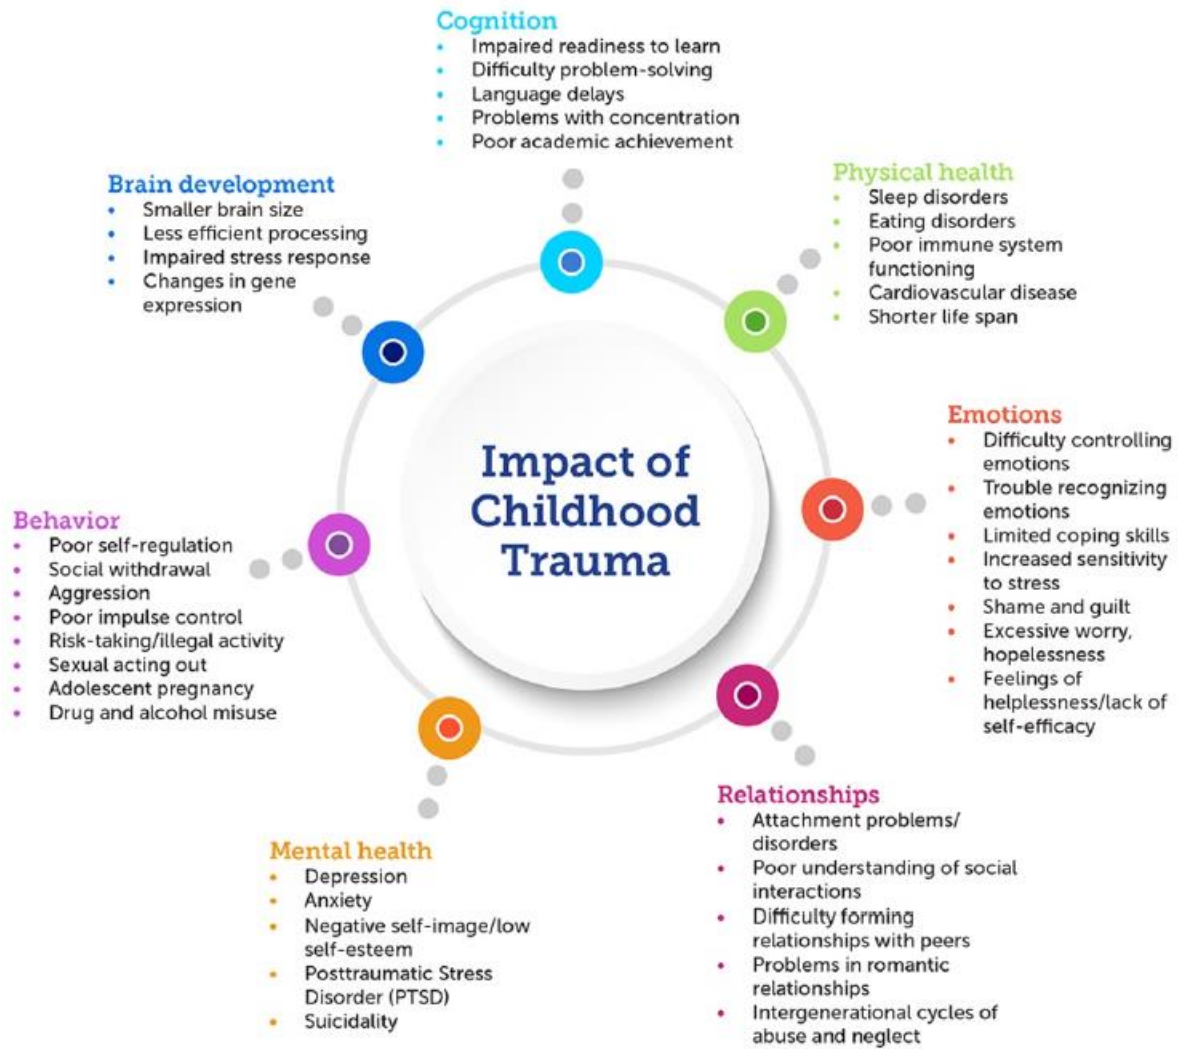 Cognition
• Impaired readiness to learn
• Difficulty problem-solving
• Language delays
• Problems with concentration
• Poor academic achievement
Physical health
• Sleep disorders
• Eating disorders
• Poor immune system
functioning
• Cardiovascular disease
• Shorter life span
Emotions
• Difficulty controlling
emotions
• Trouble recognizing
emotions
• Limited coping skills
• Increased sensitivity
to stress
• Shame and guilt
• Excessive worry,
hopelessness
• Feelings of
helplessness/lack of
self-efficacy
Relationships
• Attachment problems/
disorders
• Poor understanding of social
interactions
• Difficulty forming
relationships with peers
• Problems in romantic
relationships
• Intergenerational cycles of
abuse and neglect
Mental health
• Depression
• Anxiety
• Negative self-image/low
self-esteem
• Posttraumatic Stress
Disorder (PTSD)
• Suicidality
Behavior
• Poor self-regulation
• Social withdrawal
• Aggression
• Poor impulse control
• Risk-taking/illegal activity
• Sexual acting out
• Adolescent pregnancy
• Drug and alcohol misuse
Brain development
• Smaller brain size
• Less efficient processing
• Impaired stress response
• Changes in gene
expression
Impact of
Childhood
Trauma